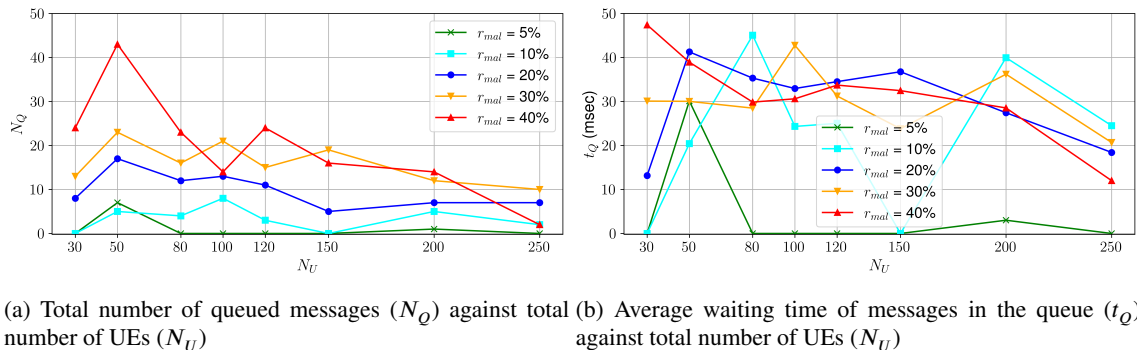 50
40
30
20
10
0
N_Q
r_mal = 5%
r_mal = 10%
r_mal = 20%
r_mal = 30%
r_mal = 40%
30 50 80 100 120 150 200 250
N_U
50
40
30
20
10
0
t_Q (msec)
r_mal = 5%
r_mal = 10%
r_mal = 20%
r_mal = 30%
r_mal = 40%
30 50 80 100 120 150 200 250
N_U
(a) Total number of queued messages (N_Q) against total
number of UEs (N_U)
(b) Average waiting time of messages in the queue (t_Q)
against total number of UEs (N_U)